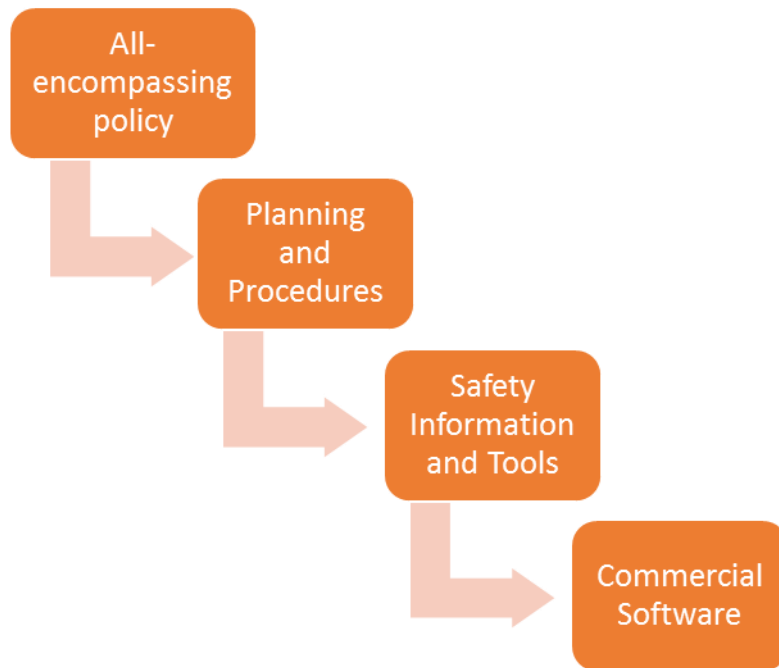 All-
encompassing
policy
Planning
and
Procedures
Safety
Information
and Tools
Commercial
Software